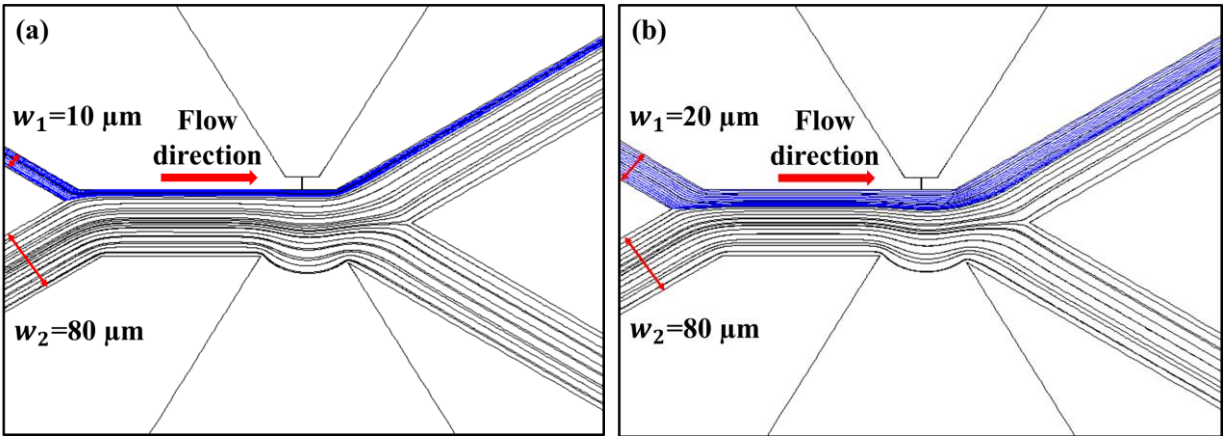 (a)
w₁=10 μm
Flow
direction
w₂=80 μm
(b)
w₁=20 μm
Flow
direction
w₂=80 μm